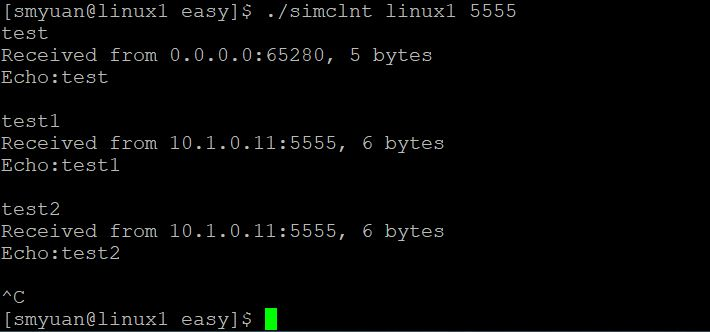 [smyuan@linux1 easy]$ ./simclnt linux1 5555
test
Received from 0.0.0.0:65280, 5 bytes
Echo:test
test1
Received from 10.1.0.11:5555, 6 bytes
Echo:test1
test2
Received from 10.1.0.11:5555, 6 bytes
Echo:test2
^C
[smyuan@linux1 easy]$